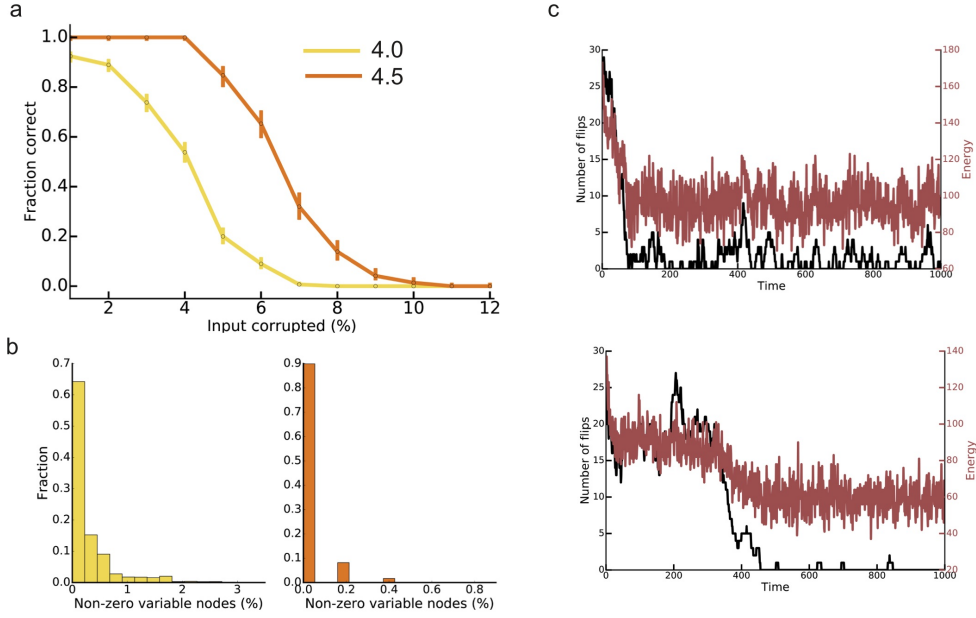 a
1.0
0.8
0.6
0.4
0.2
0.0
Fraction correct
4.0
4.5
2 4 6 8 10 12
Input corrupted (%)
b
0.7
0.6
0.5
0.4
0.3
0.2
0.1
0.0
Fraction
1 2 3
Non-zero variable nodes (%)
0.9
0.8
0.7
0.6
0.5
0.4
0.3
0.2
0.1
0.0
0.0 0.2 0.4 0.6 0.8
Non-zero variable nodes (%)
c
30
25
20
15
10
5
0
Number of flips
180
160
140
120
100
80
60
Energy
0 200 400 600 800 1000
Time
30
25
20
15
10
5
0
Number of flips
140
120
100
80
60
40
20
Energy
0 200 400 600 800 1000
Time